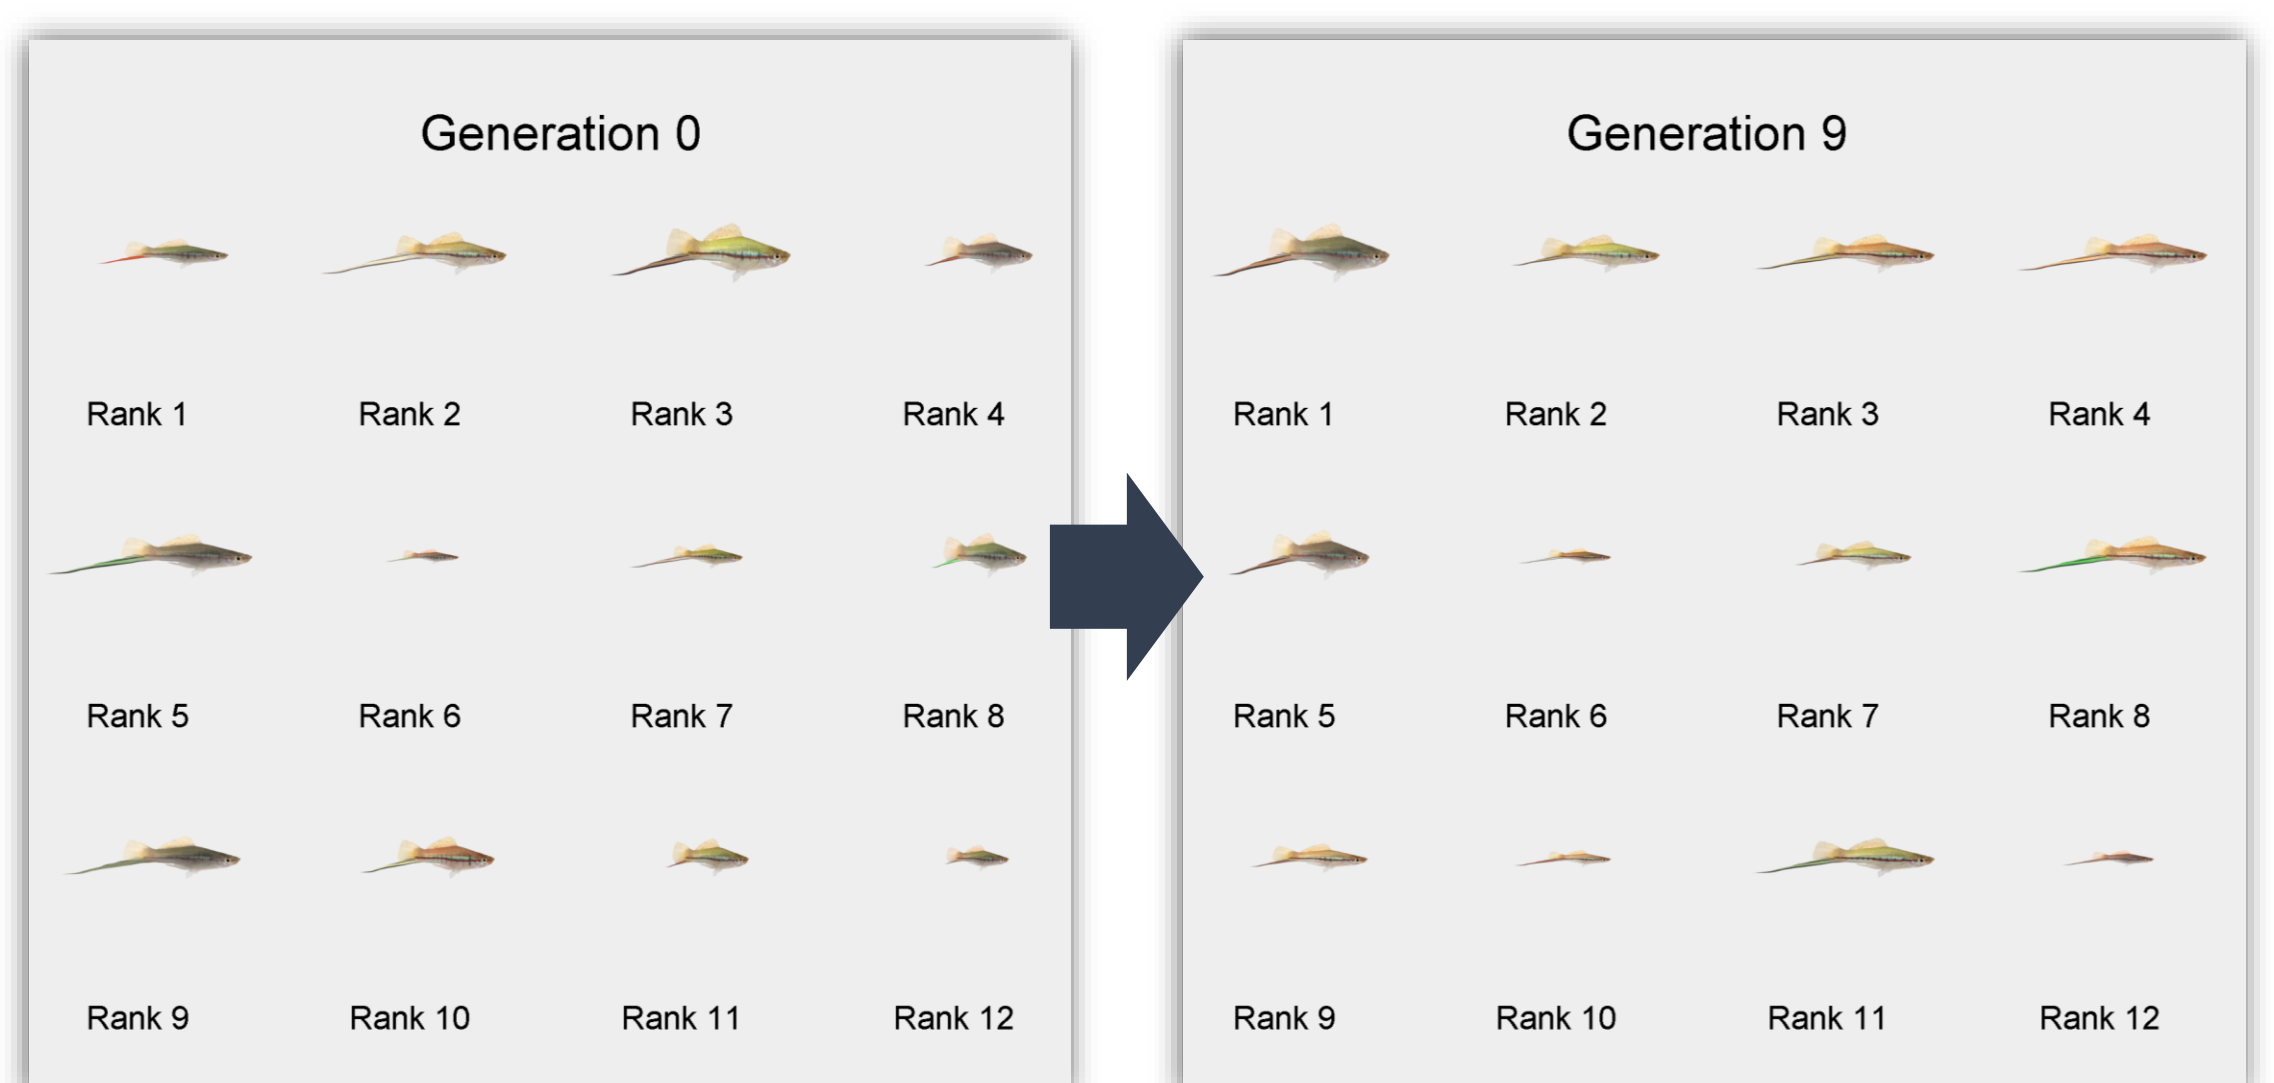 Generation 0
Rank 1 Rank 2 Rank 3 Rank 4
Rank 5 Rank 6 Rank 7 Rank 8
Rank 9 Rank 10 Rank 11 Rank 12
Generation 9
Rank 1 Rank 2 Rank 3 Rank 4
Rank 5 Rank 6 Rank 7 Rank 8
Rank 9 Rank 10 Rank 11 Rank 12